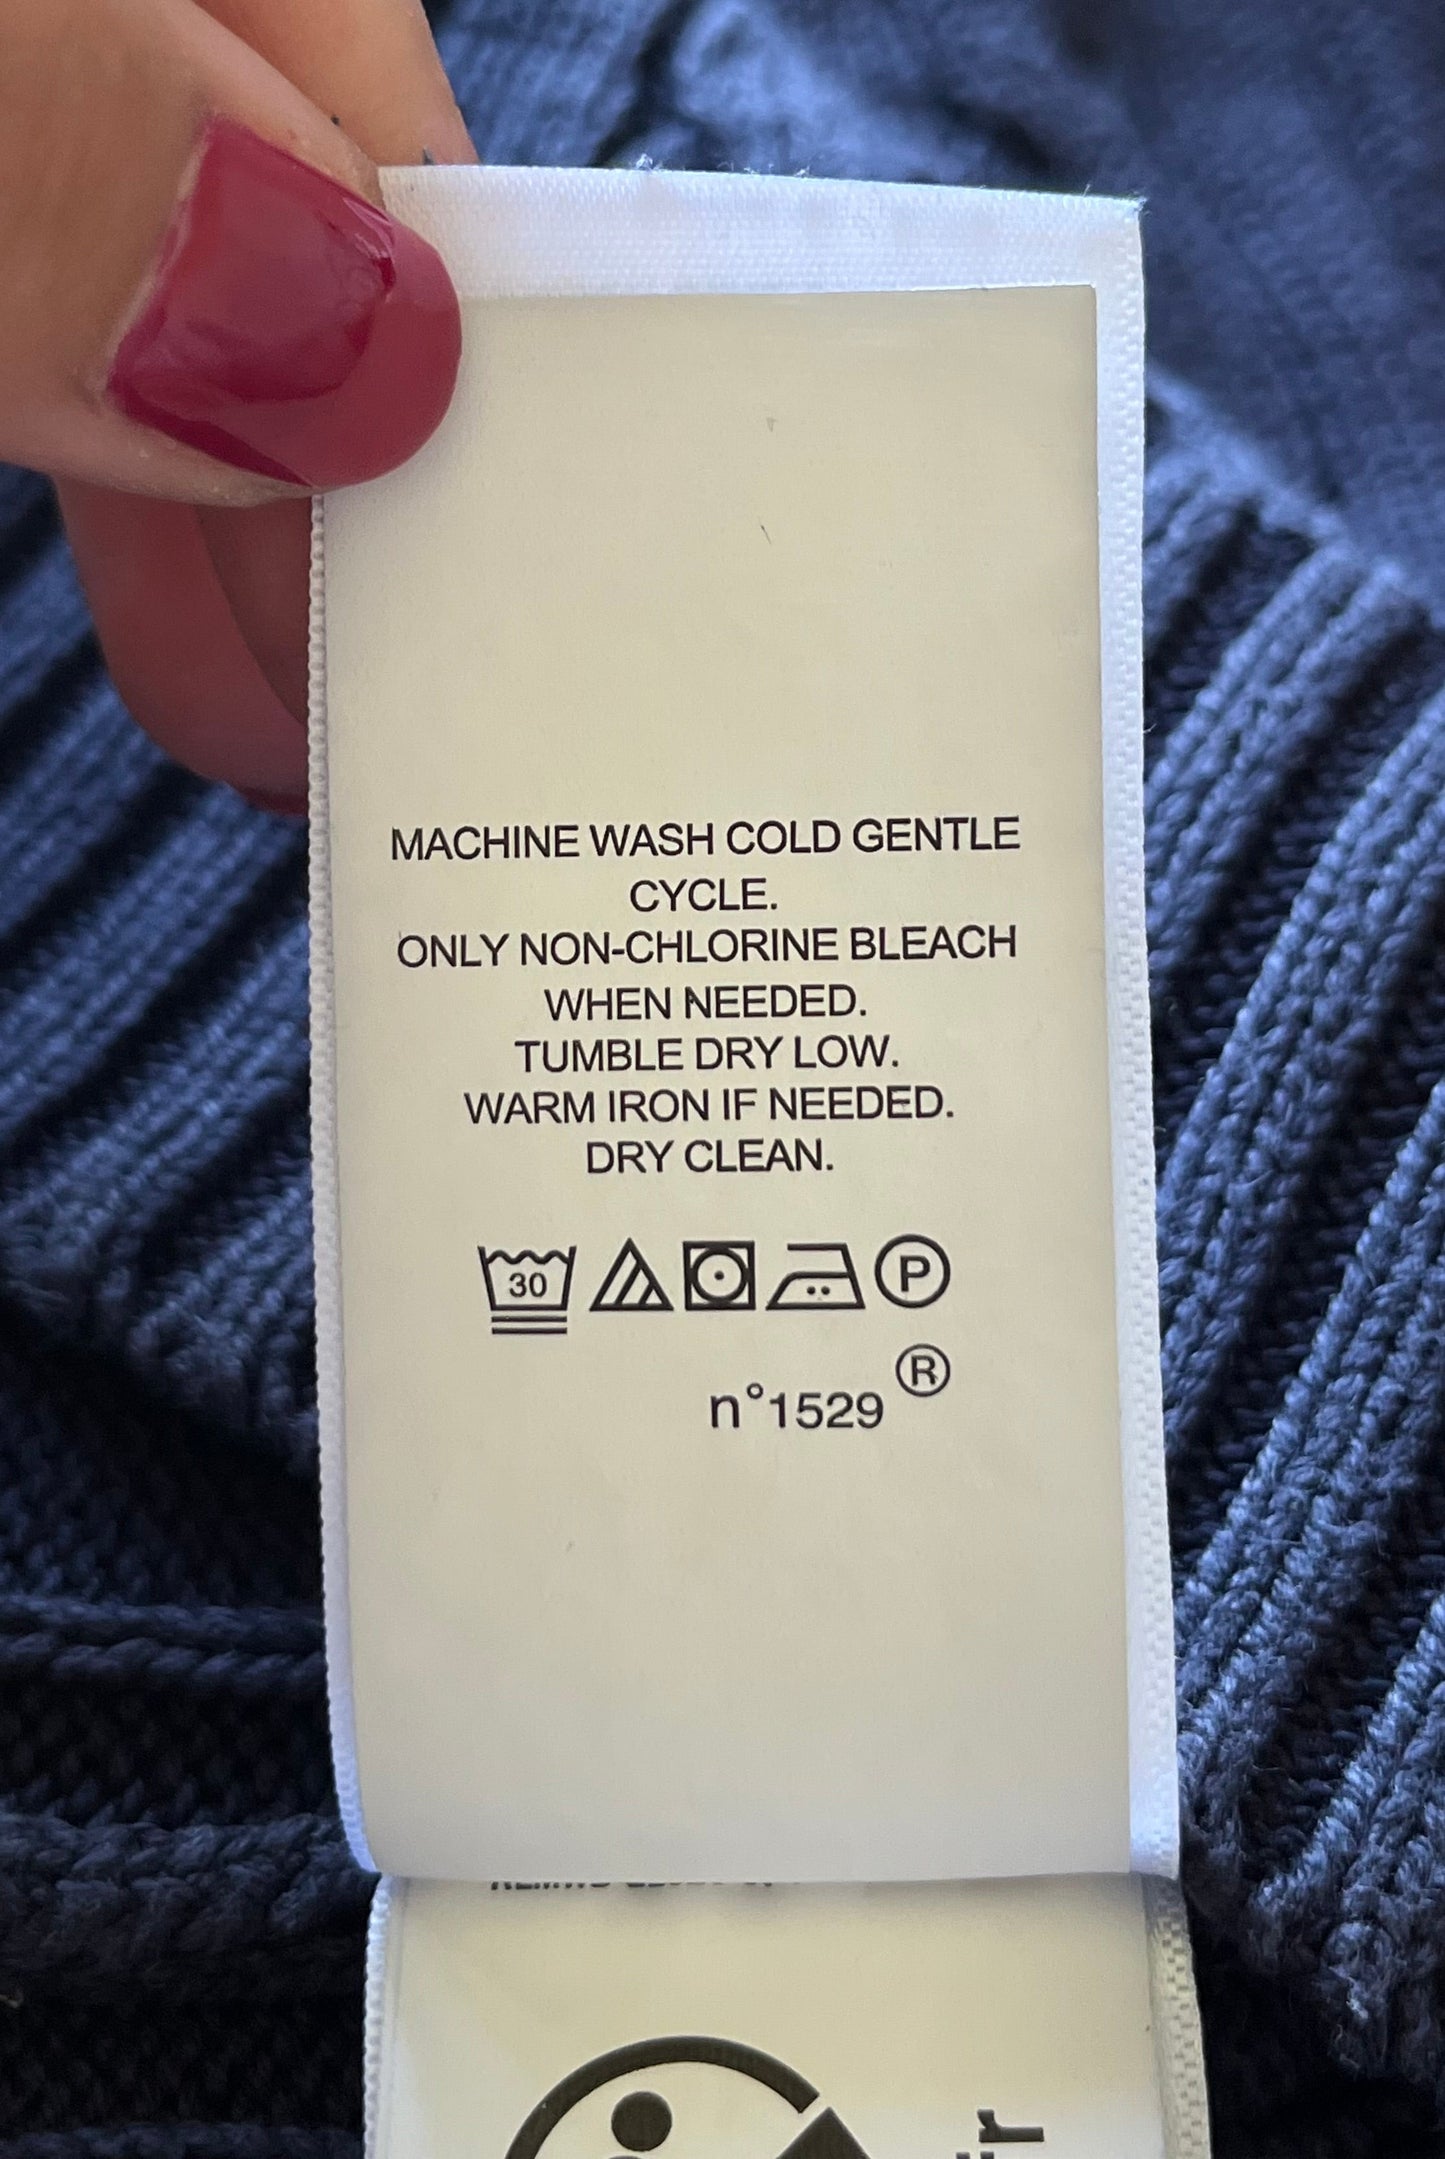 MACHINE WASH COLD GENTLE
CYCLE.
ONLY NON-CHLORINE BLEACH
WHEN NEEDED.
TUMBLE DRY LOW.
WARM IRON IF NEEDED.
DRY CLEAN.
30 P
n°1529®